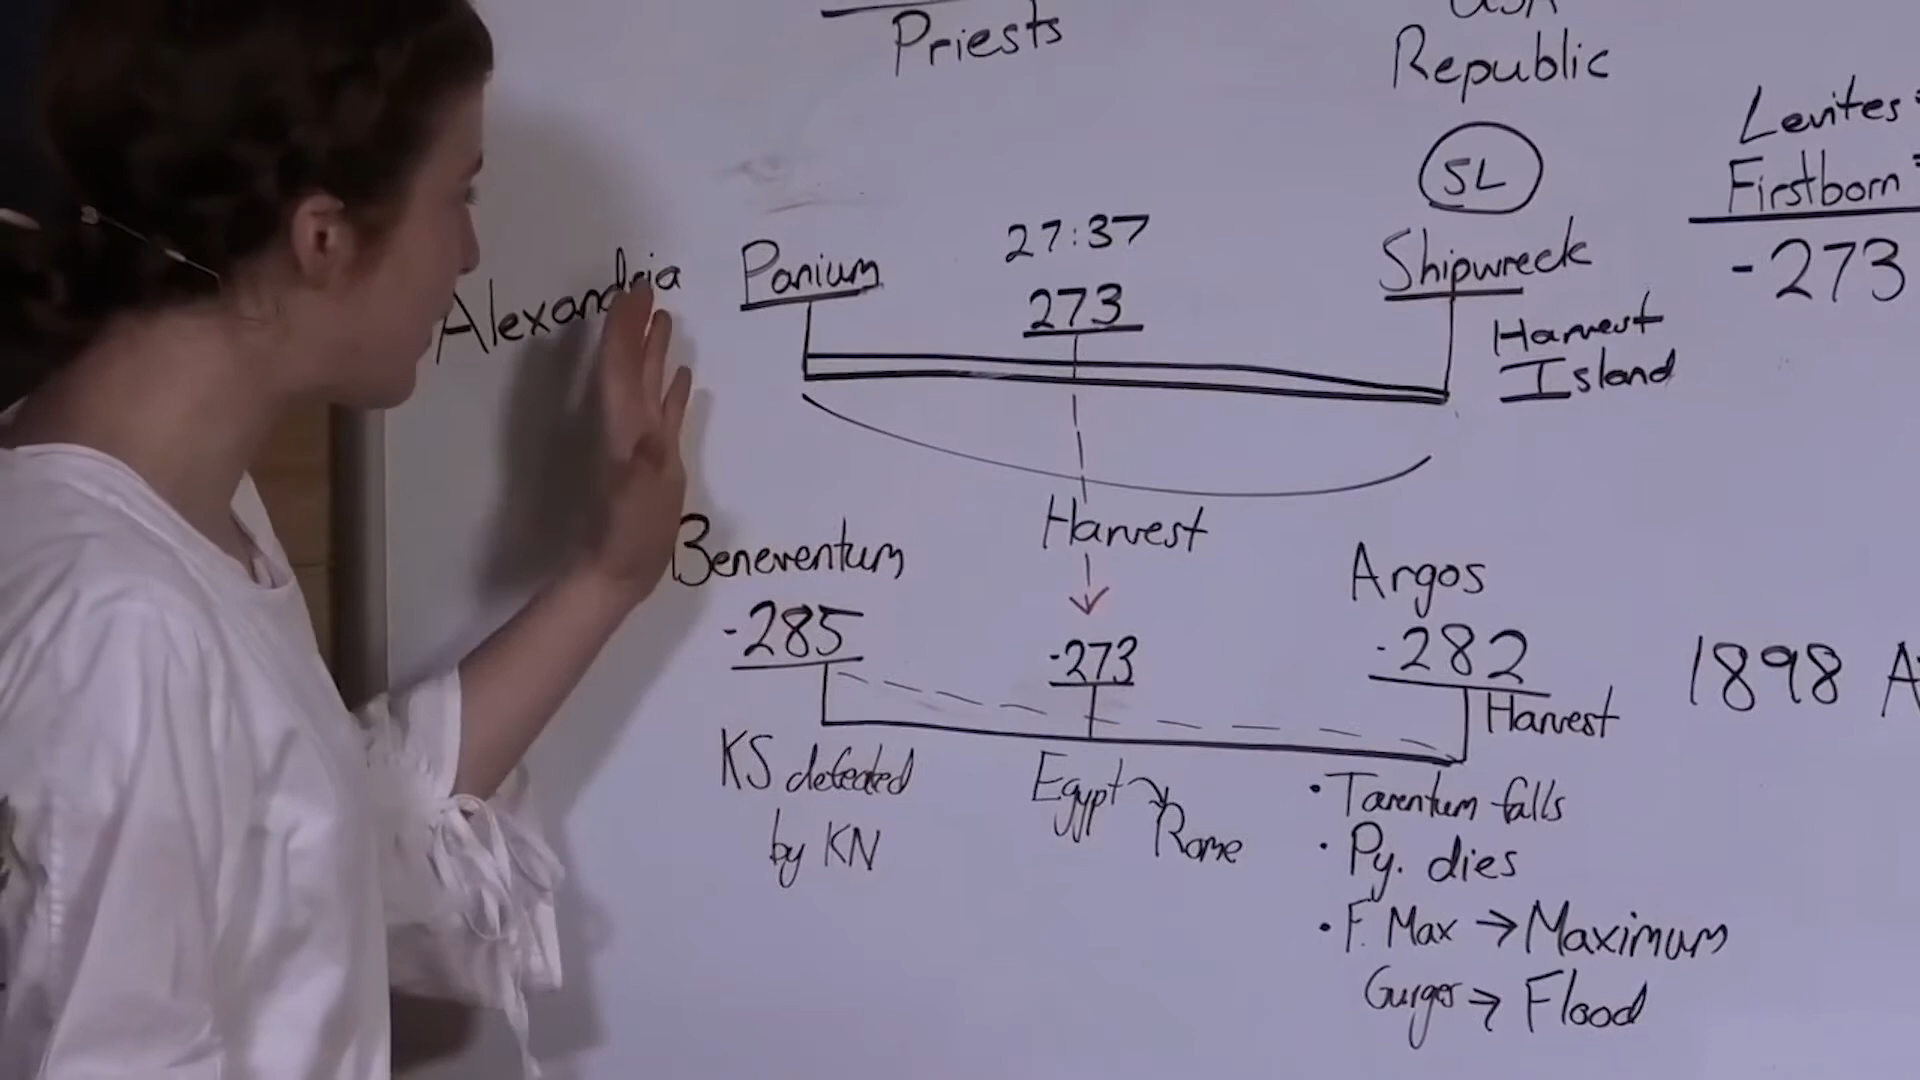 Priests
Republic
SL
Levites =
Firstborn =
-273
27:37
273
Alexandria
Panium
Shipwreck
Harvest
Island
Harvest
Beneventum
-285
-273
Argos
-282
Harvest
1898
KS defeated
by KN
Egypt
Rome
• Tarentum falls
• Py. dies
• F. Max → Maximum
Gurges → Flood